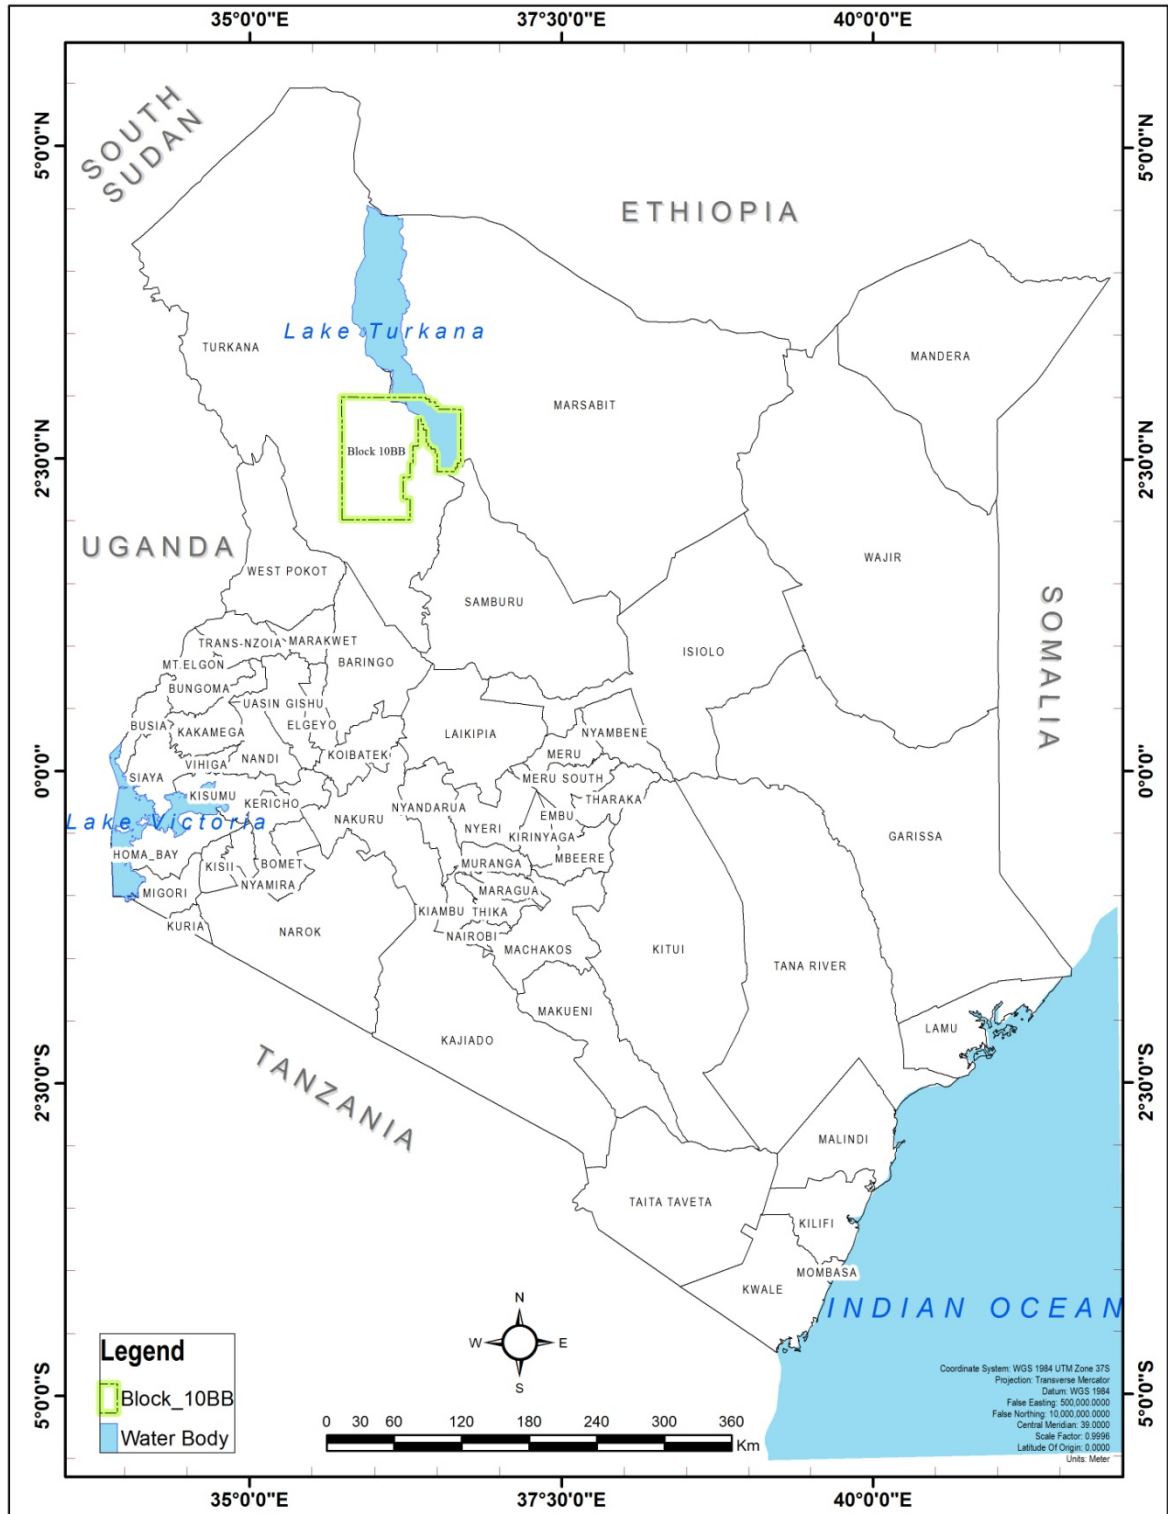 35°0'0"E
37°30'0"E
40°0'0"E
5°0'0"N
5°0'0"N
SOUTH
SUDAN
ETHIOPIA
Lake Turkana
TURKANA
MANDERA
MARSABIT
Block 10BB
2°30'0"N
2°30'0"N
UGANDA
WEST POKOT
WAJIR
SAMBURU
SOMALIA
TRANS-NZOIA
MARAKWET
ISIOLO
MT.ELGON
BARINGO
BUNGOMA
UASIN GISHU
BUSIA
ELGEYO
KAKAMEGA
LAIKIPIA
NYAMBENE
KOIBATEK
MERU
NANDI
VIHIGA
0°0'0"
0°0'0"
SIAYA
MERU SOUTH
KISUMU
KERICHO
NYANDARUA
THARAKA
Lake Victoria
NAKURU
EMBU
NYERI
KIRINYAGA
GARISSA
HOMA_BAY
KISII
BOMET
MURANGA
MBEERE
NYAMIRA
MIGORI
MARAGUA
KIAMBU
THIKA
KURIA
NAROK
NAIROBI
MACHAKOS
KITUI
TANA RIVER
MAKUENI
LAMU
KAJIADO
TANZANIA
2°30'0"S
2°30'0"S
MALINDI
TAITA TAVETA
KILIFI
MOMBASA
KWALE
INDIAN OCEAN
N
W
E
S
Legend
Block_10BB
Water Body
0 30 60 120 180 240 300 360
Km
Coordinate System: WGS 1984 UTM Zone 37S
Projection: Transverse Mercator
Datum: WGS 1984
False Easting: 500,000.0000
False Northing: 10,000,000.0000
Central Meridian: 39.0000
Scale Factor: 0.9996
Latitude Of Origin: 0.0000
Units: Meter
5°0'0"S
5°0'0"S
35°0'0"E
37°30'0"E
40°0'0"E